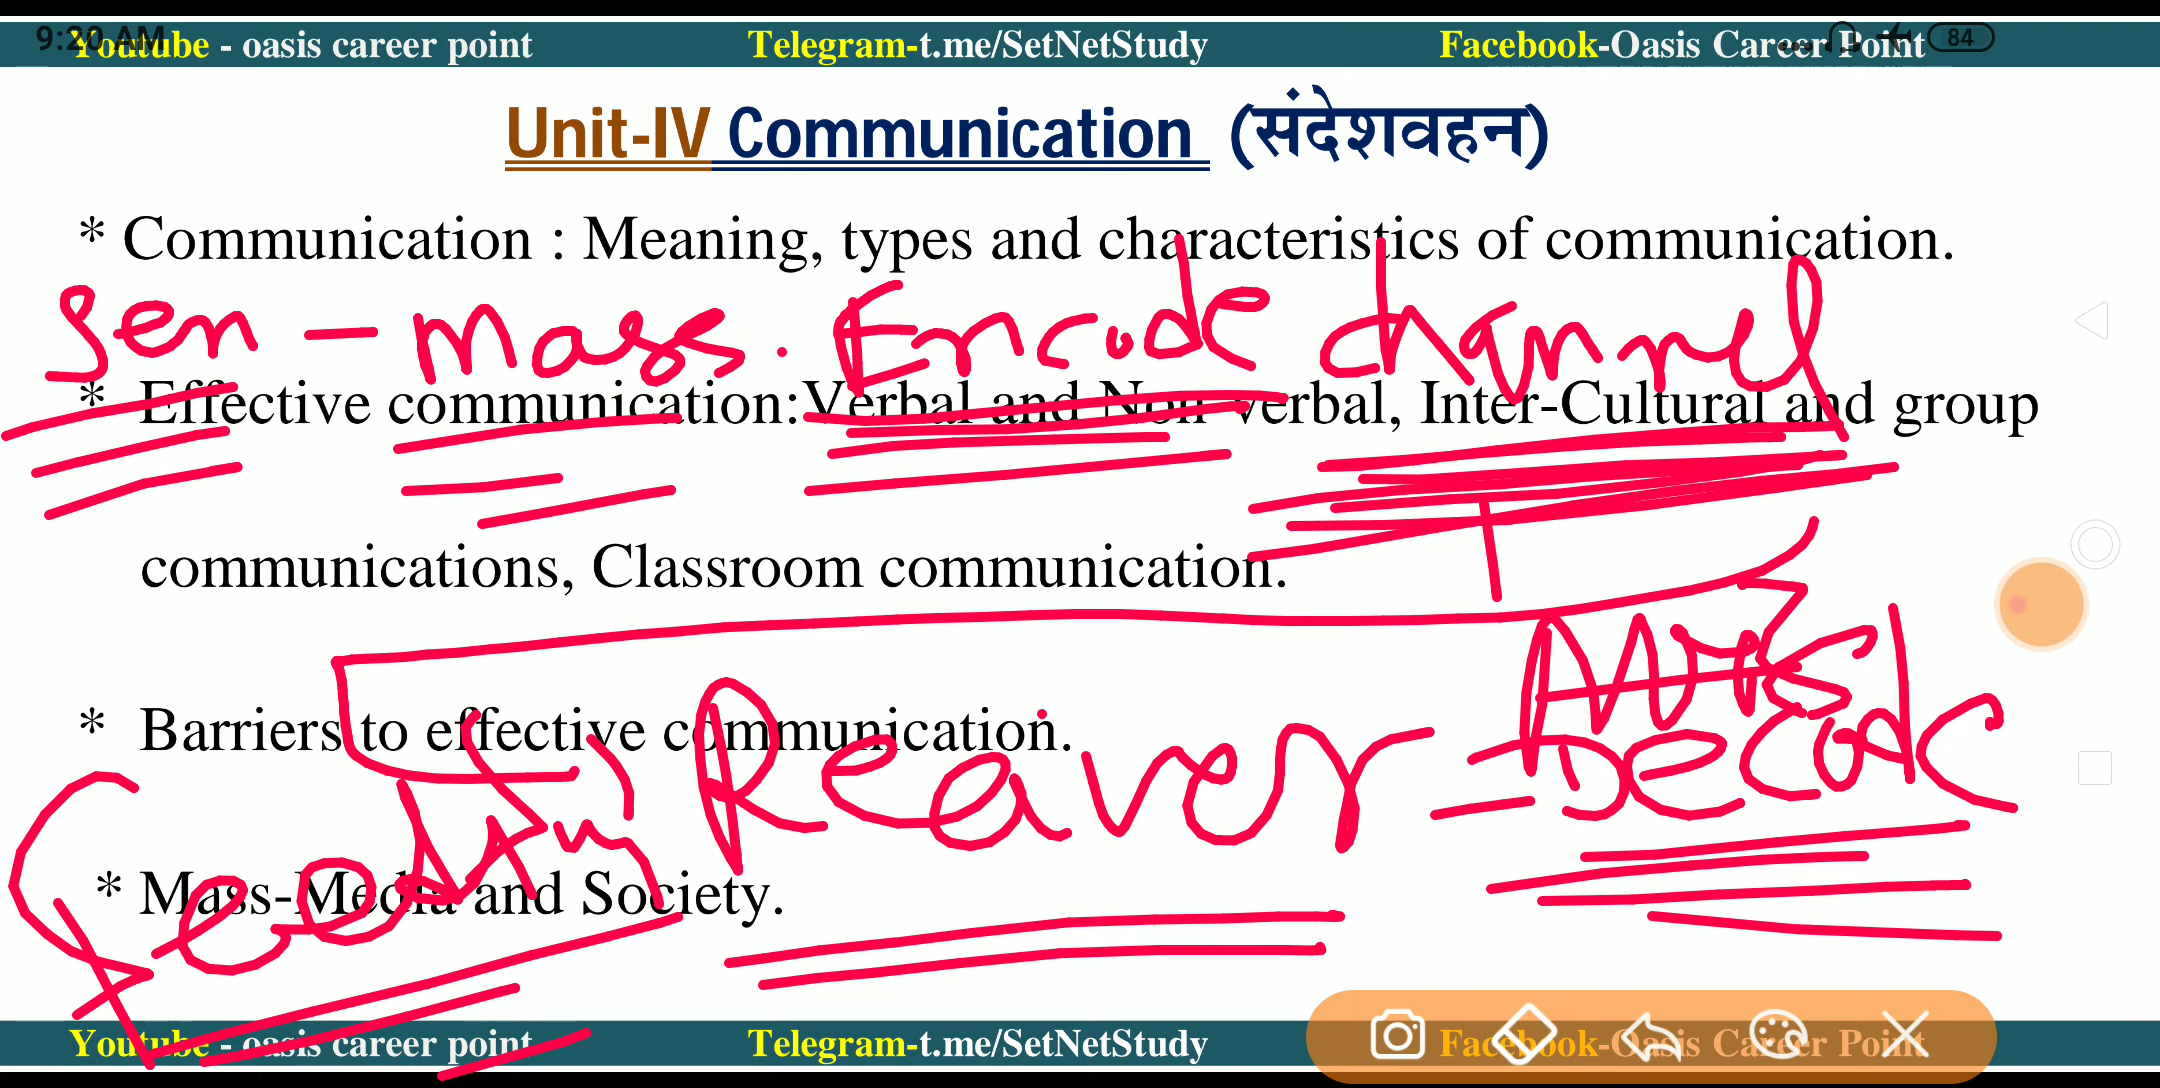 9:20 AM 84
Youtube - oasis career point Telegram-t.me/SetNetStudy Facebook-Oasis Career Point
Unit-IV Communication (संदेशवहन)
* Communication : Meaning, types and characteristics of communication.
Sen - Mass. Encode channel
* Effective communication:Verbal and Non-verbal, Inter-Cultural and group
communications, Classroom communication.
* Barriers to effective communication.
Reaver - Decode
* Mass-Media and Society.
Youtube - oasis career point Telegram-t.me/SetNetStudy Facebook-Oasis Career Point